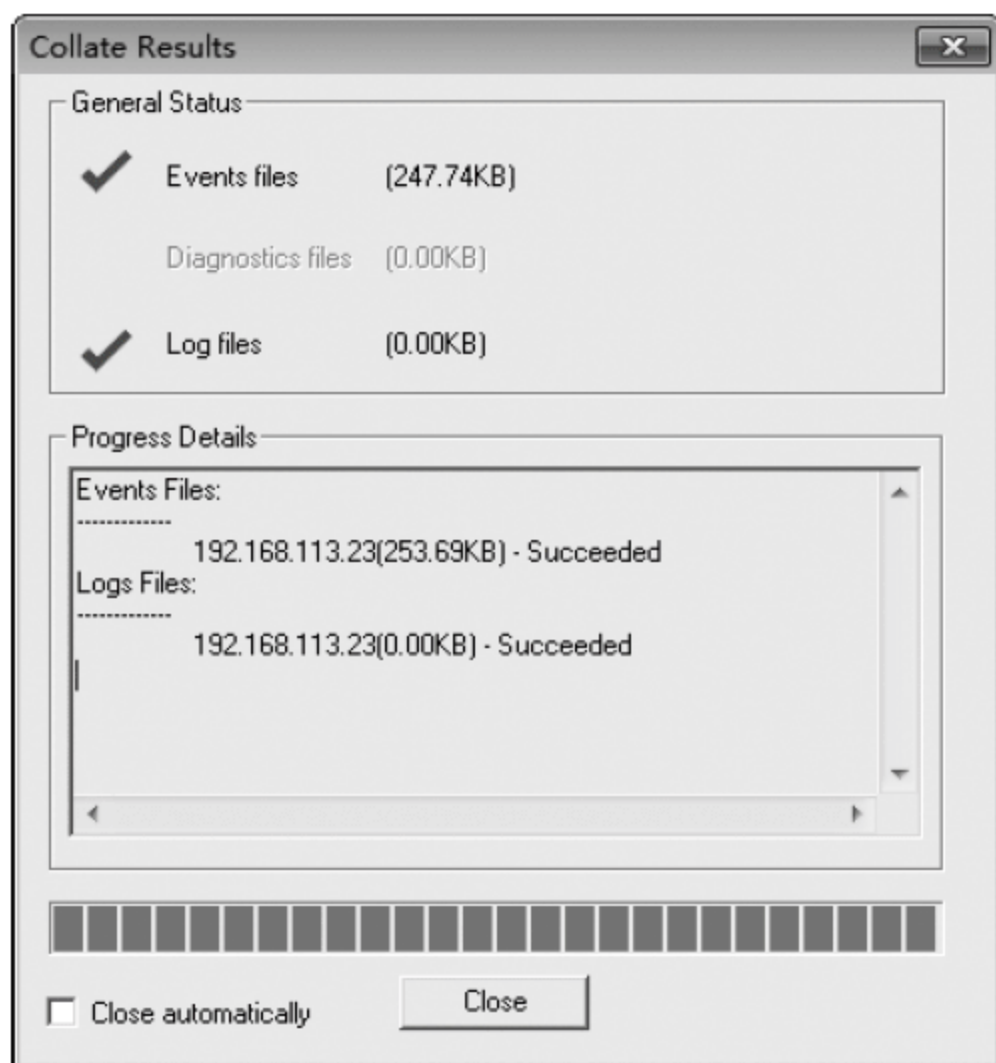 Collate Results
General Status
Events files (247.74KB)
Diagnostics files (0.00KB)
Log files (0.00KB)
Progress Details
Events Files:
-------------
192.168.113.23(253.69KB) - Succeeded
Logs Files:
-------------
192.168.113.23(0.00KB) - Succeeded
Close automatically
Close